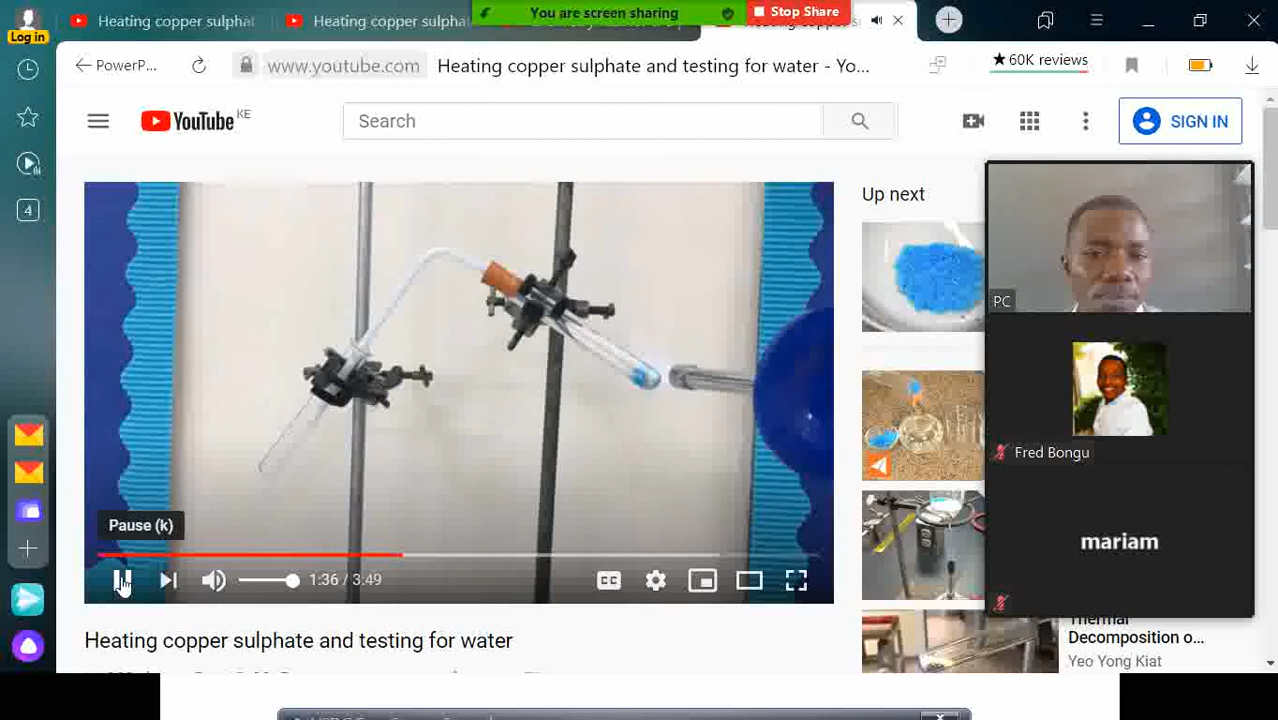 Heating copper sulphat
Heating copper sulpha
You are screen sharing
Stop Share
Log in
PowerP...
www.youtube.com
Heating copper sulphate and testing for water - Yo...
★ 60K reviews
YouTube KE
Search
SIGN IN
4
Up next
PC
Fred Bongu
mariam
Pause (k)
1:36 / 3:49
CC
Heating copper sulphate and testing for water
Thermal
Decomposition o...
Yeo Yong Kiat